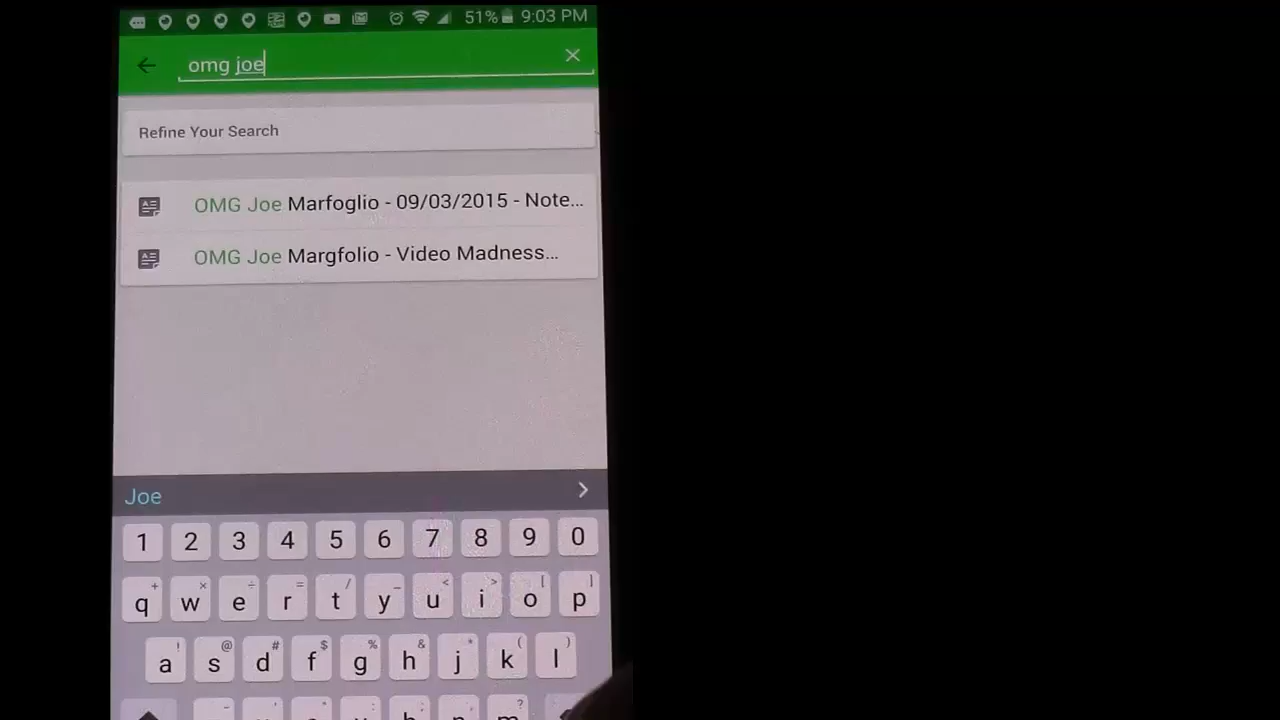 51% 9:03 PM
omg joe
Refine Your Search
OMG Joe Marfoglio - 09/03/2015 - Note...
OMG Joe Margfolio - Video Madness...
Joe
1 2 3 4 5 6 7 8 9 0
q w e r t y u i o p
a s d f g h j k l